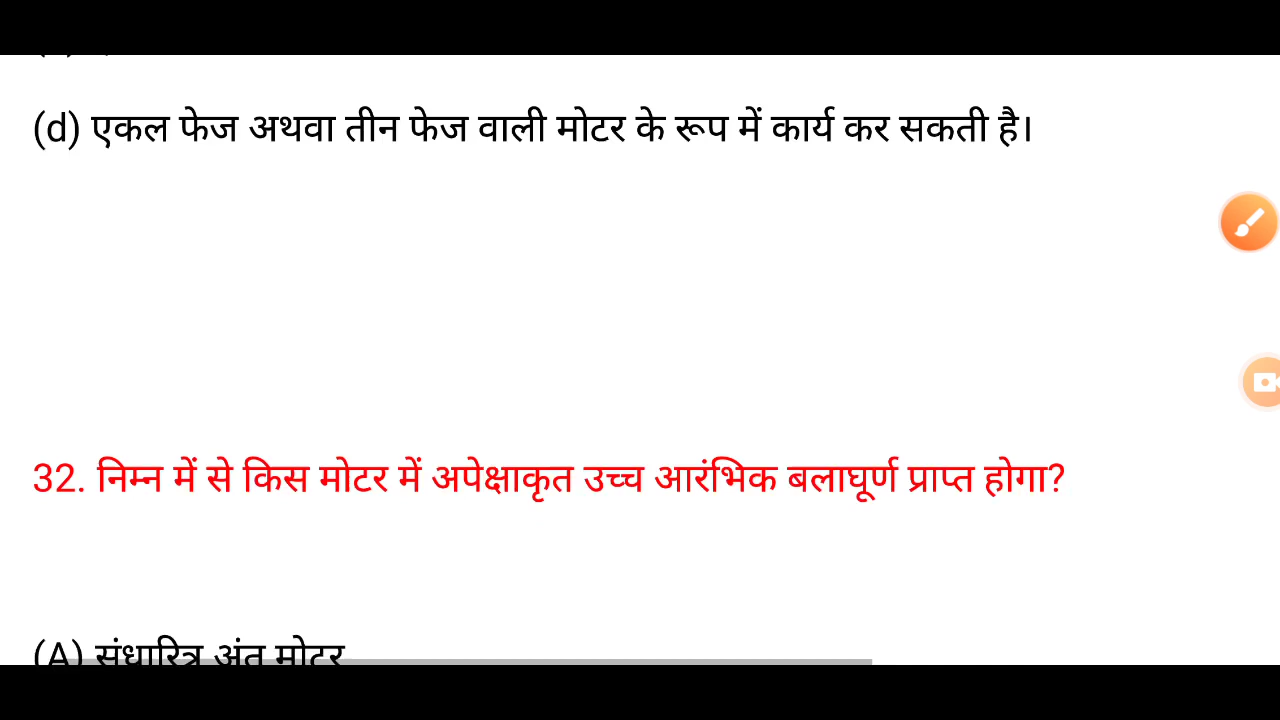 (d) एकल फेज अथवा तीन फेज वाली मोटर के रूप में कार्य कर सकती है।
32. निम्न में से किस मोटर में अपेक्षाकृत उच्च आरंभिक बलाघूर्ण प्राप्त होगा?
(A) संधारित्र अंत मोटर